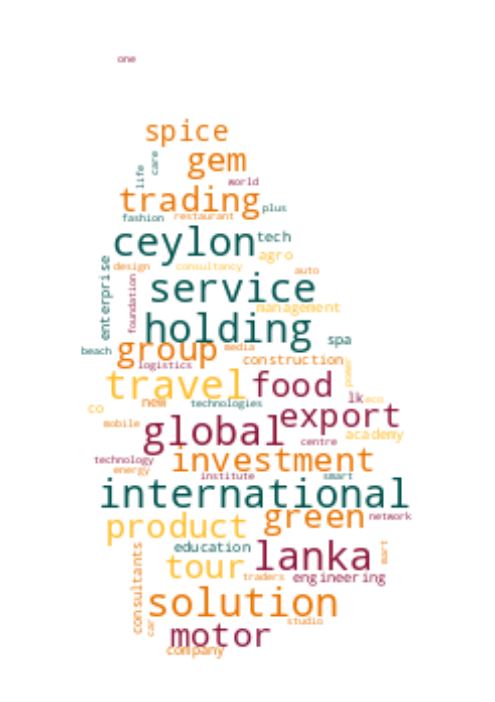 one
spice
care
gem
life
world
trading
plus
fashion restaurant
ceylon tech
agro
design consultancy auto
enterprise
foundation
service
management
holding
spa
beach group media
construction
logistics
power
travel food
lk eco
co new technologies
export
mobile global centre academy
technology investment
energy institute smart
international
product green network
education
tour lanka mart
traders engineering
consultants
solution
car studio
motor
company